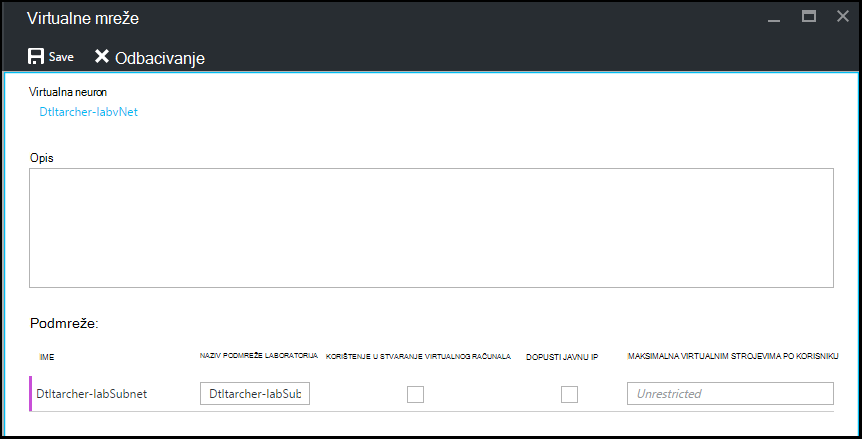 Virtualne mreže
Save Odbacivanje
Virtualna neuron
Dtltarcher-labvNet
Opis
Podmreže:
IME NAZIV PODMREŽE LABORATORIJA KORIŠTENJE U STVARANJE VIRTUALNOG RAČUNALA DOPUSTI JAVNU IP MAKSIMALNA VIRTUALNIM STROJEVIMA PO KORISNIKU
Dtltarcher-labSubnet Dtltarcher-labSub Unrestricted